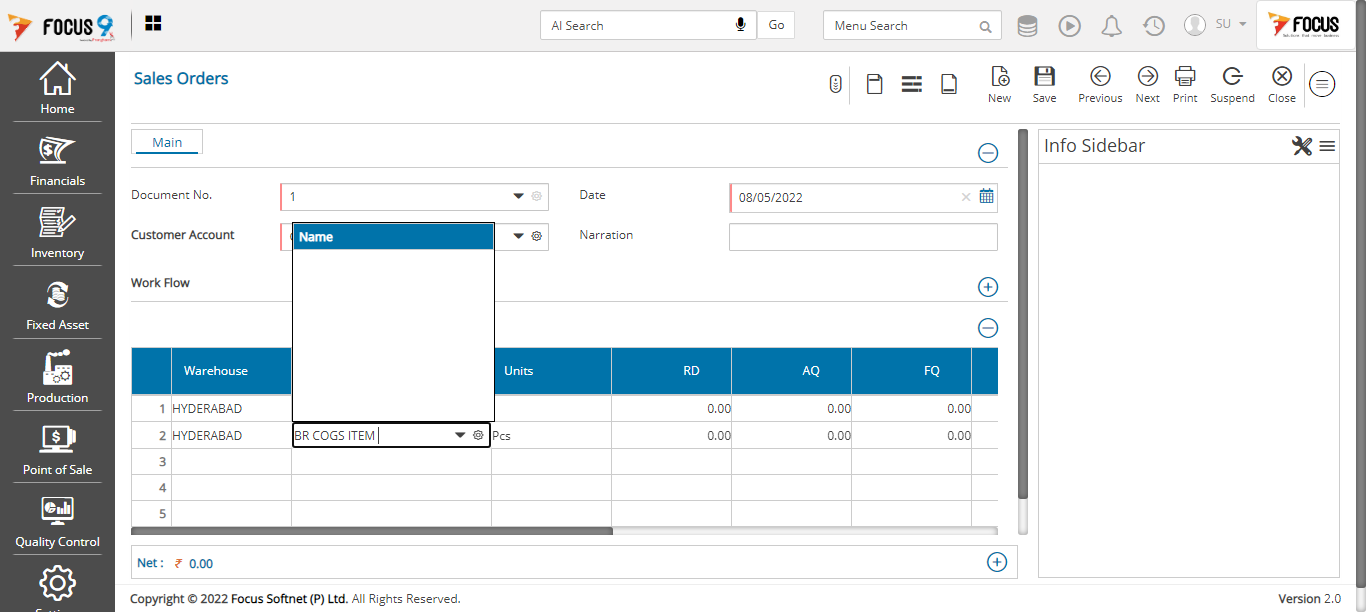 FOCUS 9
AI Search
Go
Menu Search
SU
FOCUS
Home
Financials
Inventory
Fixed Asset
Production
Point of Sale
Quality Control
Sales Orders
New
Save
Previous
Next
Print
Suspend
Close
Main
Info Sidebar
Document No.
1
Date
08/05/2022
Customer Account
Name
Narration
Work Flow
Warehouse Units RD AQ FQ
1 HYDERABAD 0.00 0.00 0.00
2 HYDERABAD BR COGS ITEM Pcs 0.00 0.00 0.00
3
4
5
Net : ₹ 0.00
Copyright © 2022 Focus Softnet (P) Ltd. All Rights Reserved.
Version 2.0